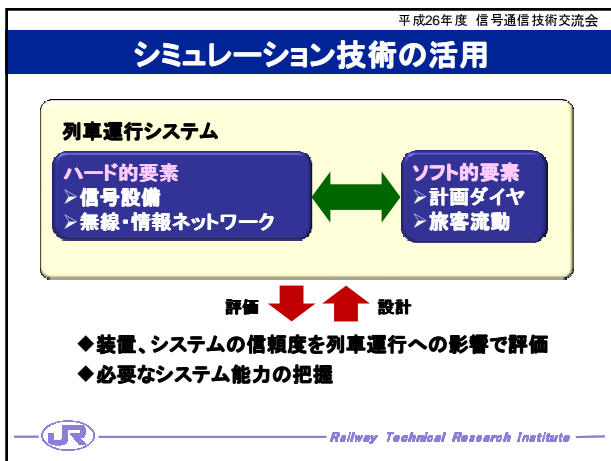 平成26年度 信号通信技術交流会
シミュレーション技術の活用
列車運行システム
ハード的要素
➢信号設備
➢無線・情報ネットワーク
ソフト的要素
➢計画ダイヤ
➢旅客流動
評価
設計
◆装置、システムの信頼度を列車運行への影響で評価
◆必要なシステム能力の把握
JR
Railway Technical Research Institute